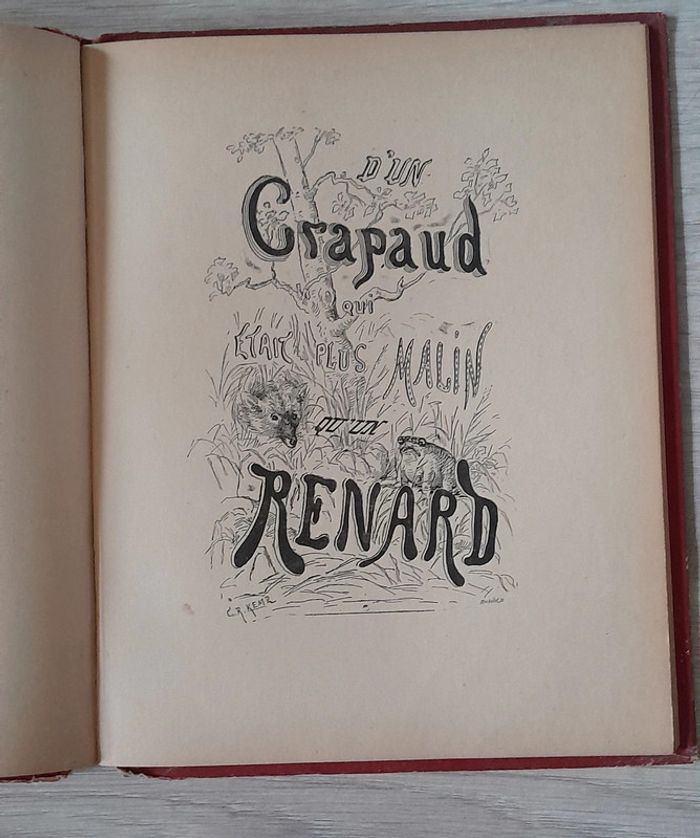 D'UN
Crapaud
qui
ÉTAIT PLUS MALIN
QU'UN
RENARD